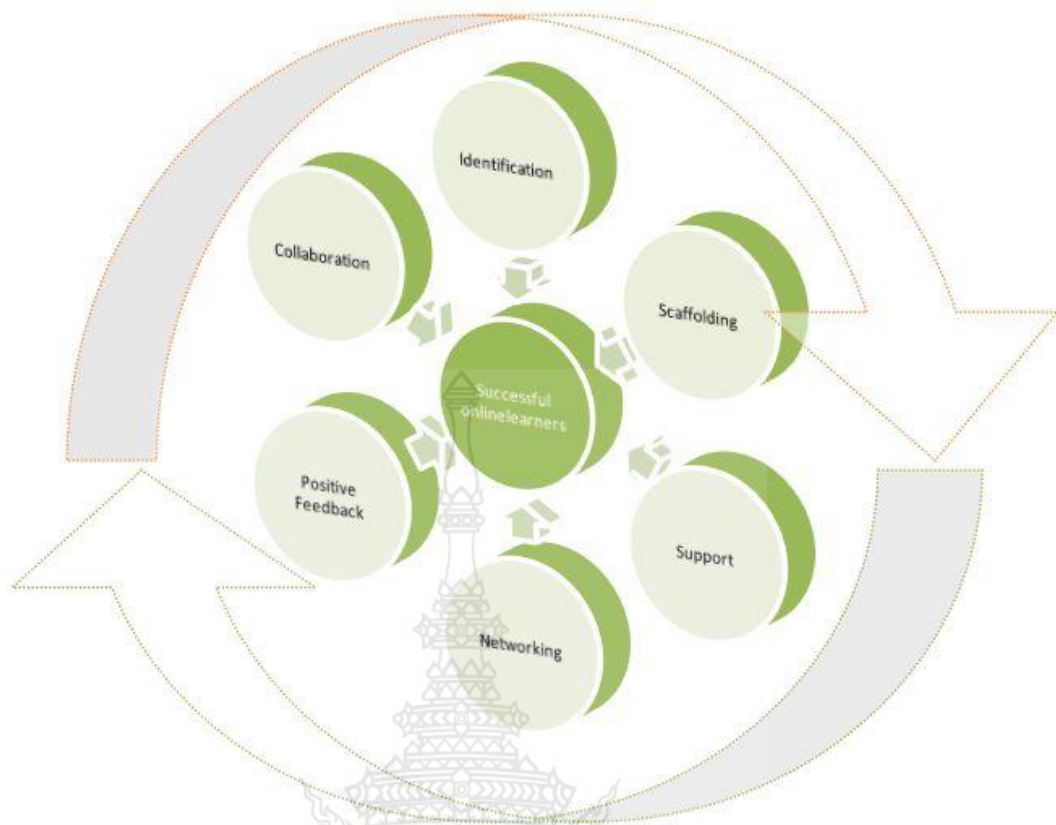 Identification
Collaboration
Scaffolding
Successful
onlinelearners
Positive
Feedback
Support
Networking